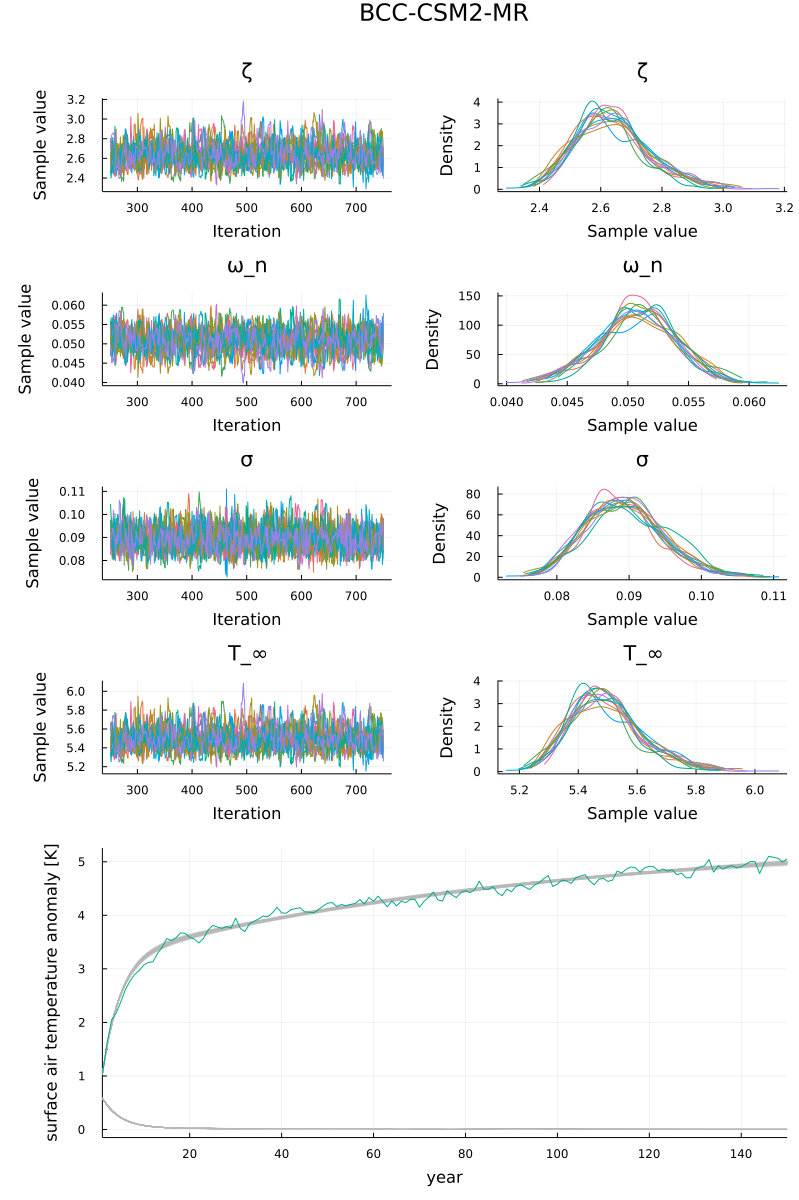 BCC-CSM2-MR
ζ
ζ
Sample value
3.2
3.0
2.8
2.6
2.4
300 400 500 600 700
Iteration
Density
4
3
2
1
0
2.4 2.6 2.8 3.0 3.2
Sample value
ω_n
ω_n
Sample value
0.060
0.055
0.050
0.045
0.040
300 400 500 600 700
Iteration
Density
150
100
50
0
0.040 0.045 0.050 0.055 0.060
Sample value
σ
σ
Sample value
0.11
0.10
0.09
0.08
300 400 500 600 700
Iteration
Density
80
60
40
20
0
0.08 0.09 0.10 0.11
Sample value
T_∞
T_∞
Sample value
6.0
5.8
5.6
5.4
5.2
300 400 500 600 700
Iteration
Density
4
3
2
1
0
5.2 5.4 5.6 5.8 6.0
Sample value
surface air temperature anomaly [K]
5
4
3
2
1
0
20 40 60 80 100 120 140
year